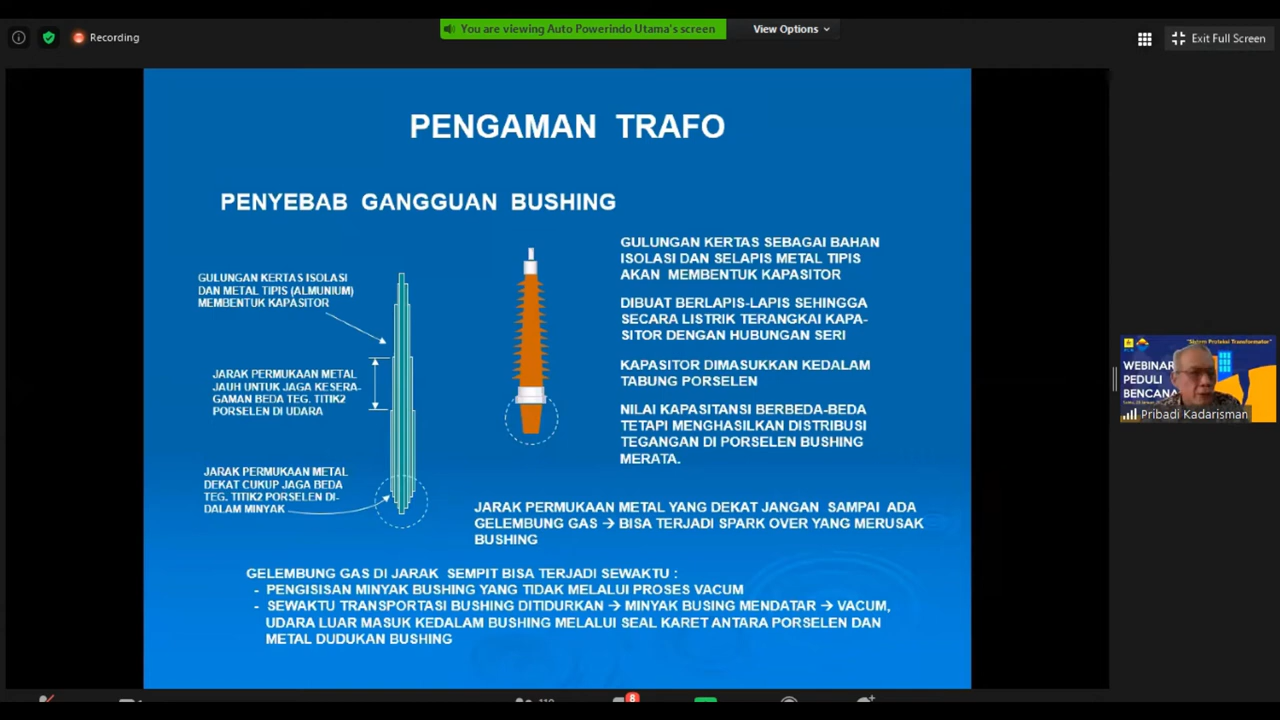 You are viewing Auto Powerindo Utama's screen
View Options
Recording
Exit Full Screen
PENGAMAN TRAFO
PENYEBAB GANGGUAN BUSHING
GULUNGAN KERTAS ISOLASI
DAN METAL TIPIS (ALMUNIUM)
MEMBENTUK KAPASITOR
JARAK PERMUKAAN METAL
JAUH UNTUK JAGA KESERA-
GAMAN BEDA TEG. TITIK2
PORSELEN DI UDARA
JARAK PERMUKAAN METAL
DEKAT CUKUP JAGA BEDA
TEG. TITIK2 PORSELEN DI-
DALAM MINYAK
GULUNGAN KERTAS SEBAGAI BAHAN
ISOLASI DAN SELAPIS METAL TIPIS
AKAN MEMBENTUK KAPASITOR
DIBUAT BERLAPIS-LAPIS SEHINGGA
SECARA LISTRIK TERANGKAI KAPA-
SITOR DENGAN HUBUNGAN SERI
KAPASITOR DIMASUKKAN KEDALAM
TABUNG PORSELEN
NILAI KAPASITANSI BERBEDA-BEDA
TETAPI MENGHASILKAN DISTRIBUSI
TEGANGAN DI PORSELEN BUSHING
MERATA.
JARAK PERMUKAAN METAL YANG DEKAT JANGAN SAMPAI ADA
GELEMBUNG GAS → BISA TERJADI SPARK OVER YANG MERUSAK
BUSHING
GELEMBUNG GAS DI JARAK SEMPIT BISA TERJADI SEWAKTU :
- PENGISISAN MINYAK BUSHING YANG TIDAK MELALUI PROSES VACUM
- SEWAKTU TRANSPORTASI BUSHING DITIDURKAN → MINYAK BUSING MENDATAR → VACUM,
UDARA LUAR MASUK KEDALAM BUSHING MELALUI SEAL KARET ANTARA PORSELEN DAN
METAL DUDUKAN BUSHING
"Sistem Proteksi Transformator"
WEBINAR
PEDULI
BENCANA
Pribadi Kadarisman
8